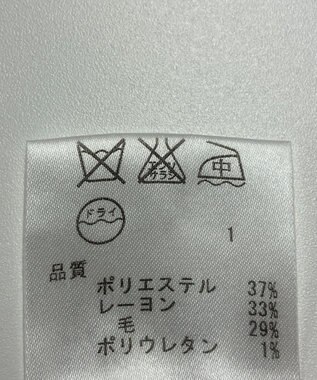 エンソ 中
サラシ
ドライ
1
品質
ポリエステル 37%
レーヨン 33%
毛 29%
ポリウレタン 1%